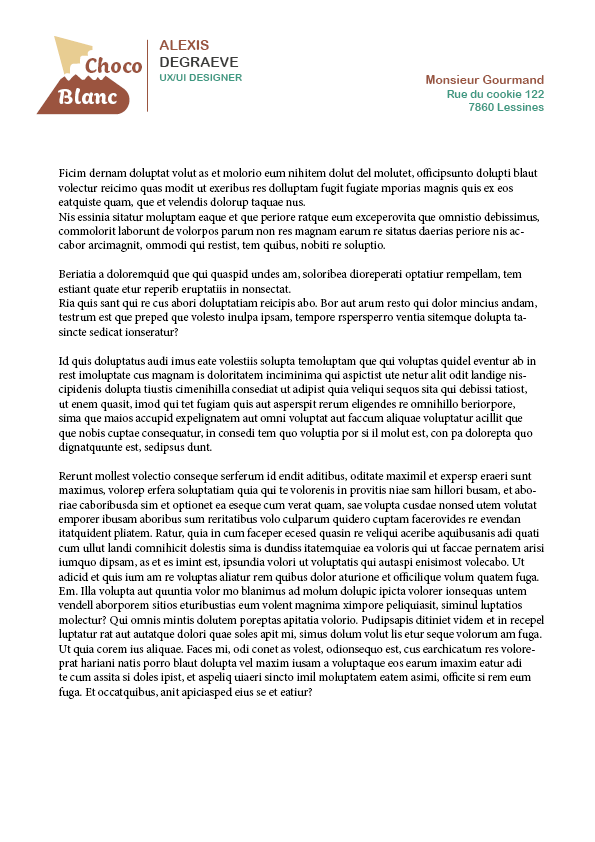 Choco
Blanc
ALEXIS
DEGRAEVE
UX/UI DESIGNER
Monsieur Gourmand
Rue du cookie 122
7860 Lessines
Ficim dernam doluptat volut as et molorio eum nihitem dolut del molutet, officipsunto dolupti blaut
volectur reicimo quas modit ut exeribus res dolluptam fugit fugiate mporias magnis quis ex eos
eatquiste quam, que et velendis dolorup taquae nus.
Nis essinia sitatur moluptam eaque et que periore ratque eum exceperovita que omnistio debissimus,
commolorit laborunt de volorpos parum non res magnam earum re sitatus daerias periore nis ac-
cabor arcimagnit, ommodi qui restist, tem quibus, nobiti re soluptio.
Beriatia a doloremquid que qui quaspid undes am, soloribea dioreperati optatiur rempellam, tem
estiant quate etur reperib eruptatiis in nonsectat.
Ria quis sant qui re cus abori doluptatiam reicipis abo. Bor aut arum resto qui dolor mincius andam,
testrum est que preped que volesto inulpa ipsam, tempore rspersperro ventia sitemque dolupta ta-
sincte sedicat ionseratur?
Id quis doluptatus audi imus eate volestiis solupta temoluptam que qui voluptas quidel eventur ab in
rest imoluptate cus magnam is doloritatem inciminima qui aspictist ute netur alit odit landige nis-
cipidenis dolupta tiustis cimenihilla consediat ut adipist quia veliqui sequos sita qui debissi tatiost,
ut enem quasit, imod qui tet fugiam quis aut asperspit rerum eligendes re omnihillo beriorpore,
sima que maios accupid expelignatem aut omni voluptat aut faccum aliquae voluptatur acillit que
que nobis cuptae consequatur, in consedi tem quo voluptia por si il molut est, con pa dolorepta quo
dignatquunte est, sedipsus dunt.
Rerunt mollest volectio conseque serferum id endit aditibus, oditate maximil et expersp eraeri sunt
maximus, volorep erfera soluptatiam quia qui te volorenis in provitis niae sam hillori busam, et abo-
riae caboribusda sim et optionet ea eseque cum verat quam, sae volupta cusdae nonsed utem volutat
emporer ibusam aboribus sum reritatibus volo culparum quidero cuptam facerovides re evendan
itatquident pliatem. Ratur, quia in cum faceper ecesed quasin re veliqui aceribe aquibusanis adi quati
cum ullut landi comnihicit dolestis sima is dundiss itatemquiae ea voloris qui ut faccae pernatem arisi
iumquo dipsam, as et es imint est, ipsundia volori ut voluptatis qui autaspi enisimost volecabo. Ut
adicid et quis ium am re voluptas aliatur rem quibus dolor aturione et officilique volum quatem fuga.
Em. Illa volupta aut quuntia volor mo blanimus ad molum dolupic ipicta volorer ionsequas untem
vendell aborporem sitios eturibustias eum volent magnima ximpore peliquiasit, siminul luptatios
molectur? Qui omnis mintis dolutem poreptas apitatia volorio. Pudipsapis ditiniet videm et in recepel
luptatur rat aut autatque dolori quae soles apit mi, simus dolum volut lis etur seque volorum am fuga.
Ut quia corem ius aliquae. Faces mi, odi conet as volest, odionsequo est, cus earchicatum res volore-
prat hariani natis porro blaut dolupta vel maxim iusam a voluptaque eos earum imaxim eatur adi
te cum assita si doles ipist, et aspeliq uiaeri sincto imil moluptatem eatem asimi, officite si rem eum
fuga. Et occatquibus, anit apiciasped eius se et eatiur?